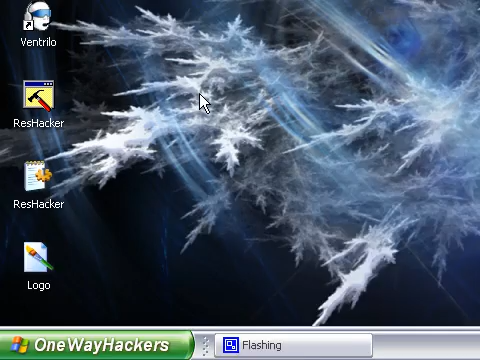 Ventrilo
ResHacker
ResHacker
Logo
OneWayHackers
Flashing